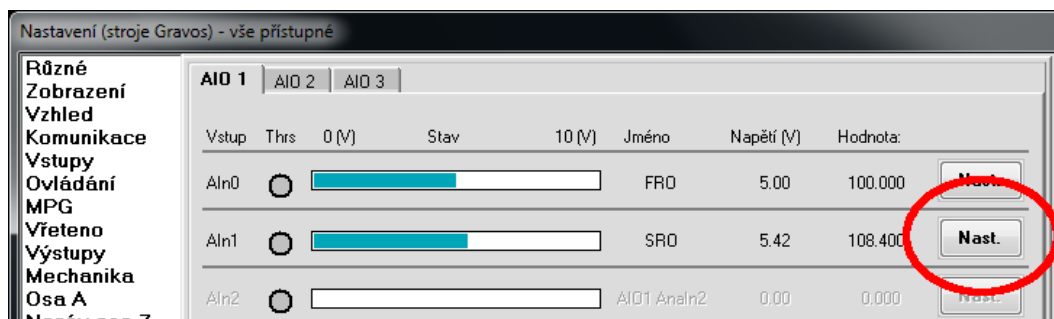 Nastavení (stroje Gravos) - vše přístupné
Různé
Zobrazení
Vzhled
Komunikace
Vstupy
Ovládání
MPG
Vřeteno
Výstupy
Mechanika
Osa A
AIO 1 AIO 2 AIO 3
Vstup Thrs 0 (V) Stav 10 (V) Jméno Napětí (V) Hodnota:
AIn0 FRO 5.00 100.000 Nast.
AIn1 SRO 5.42 108.400 Nast.
AIn2 AIO1 AnaIn2 0.00 0.000 Nast.